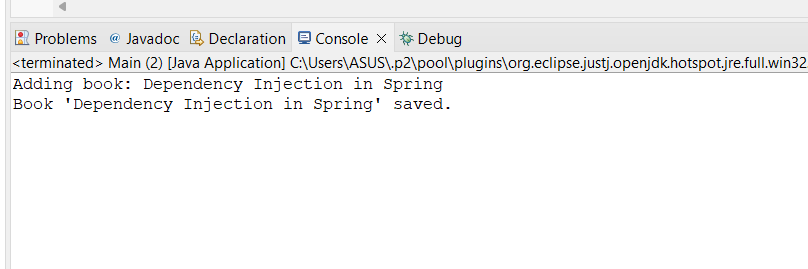 Problems @ Javadoc Declaration Console Debug
<terminated> Main (2) [Java Application] C:\Users\ASUS\.p2\pool\plugins\org.eclipse.justj.openjdk.hotspot.jre.full.win32
Adding book: Dependency Injection in Spring
Book 'Dependency Injection in Spring' saved.